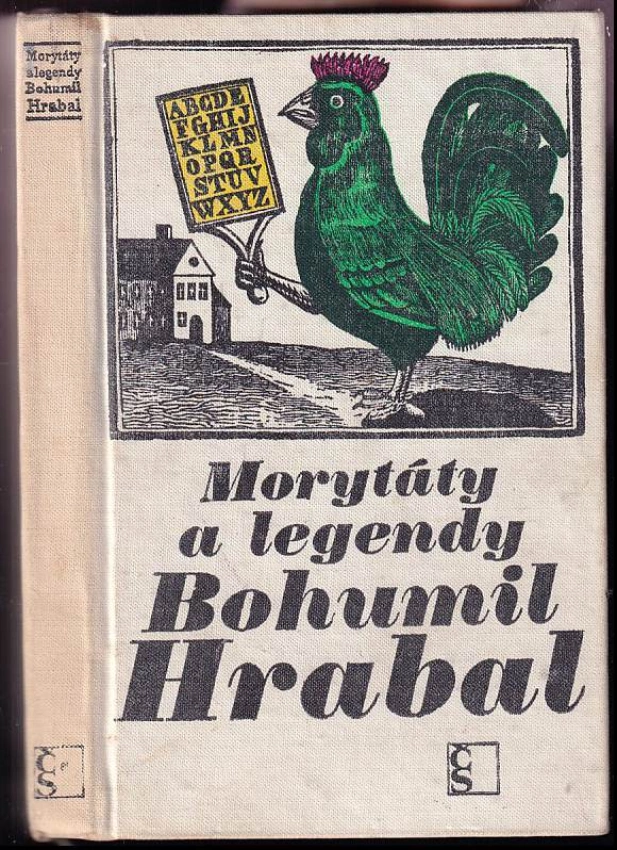 Morytáty
a legendy
Bohumil
Hrabal
ČS
ABCDE
FGHIJ
KLMN
OPQR
STUV
WXYZ
Morytáty
a legendy
Bohumil
Hrabal
ČS